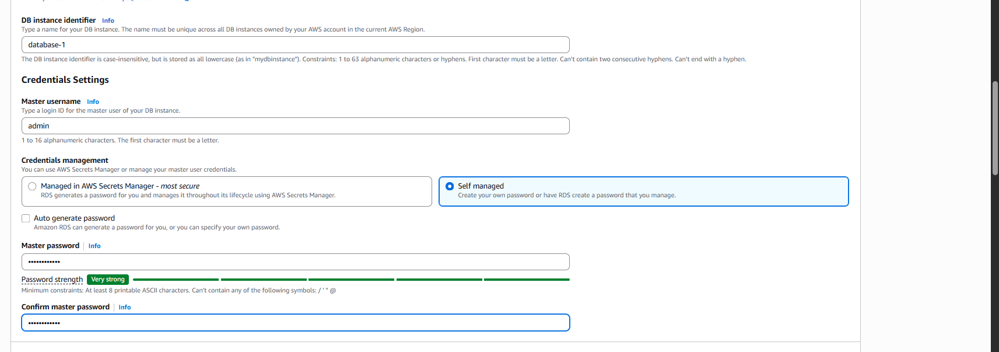 DB instance identifier Info
Type a name for your DB instance. The name must be unique across all DB instances owned by your AWS account in the current AWS Region.
database-1
The DB instance identifier is case-insensitive, but is stored as all lowercase (as in "mydbinstance"). Constraints: 1 to 63 alphanumeric characters or hyphens. First character must be a letter. Can't contain two consecutive hyphens. Can't end with a hyphen.
Credentials Settings
Master username Info
Type a login ID for the master user of your DB instance.
admin
1 to 16 alphanumeric characters. The first character must be a letter.
Credentials management
You can use AWS Secrets Manager or manage your master user credentials.
Managed in AWS Secrets Manager - most secure
RDS generates a password for you and manages it throughout its lifecycle using AWS Secrets Manager.
Self managed
Create your own password or have RDS create a password that you manage.
Auto generate password
Amazon RDS can generate a password for you, or you can specify your own password.
Master password Info
••••••••••••
Password strength Very strong
Minimum constraints: At least 8 printable ASCII characters. Can't contain any of the following symbols: / ' " @
Confirm master password Info
••••••••••••